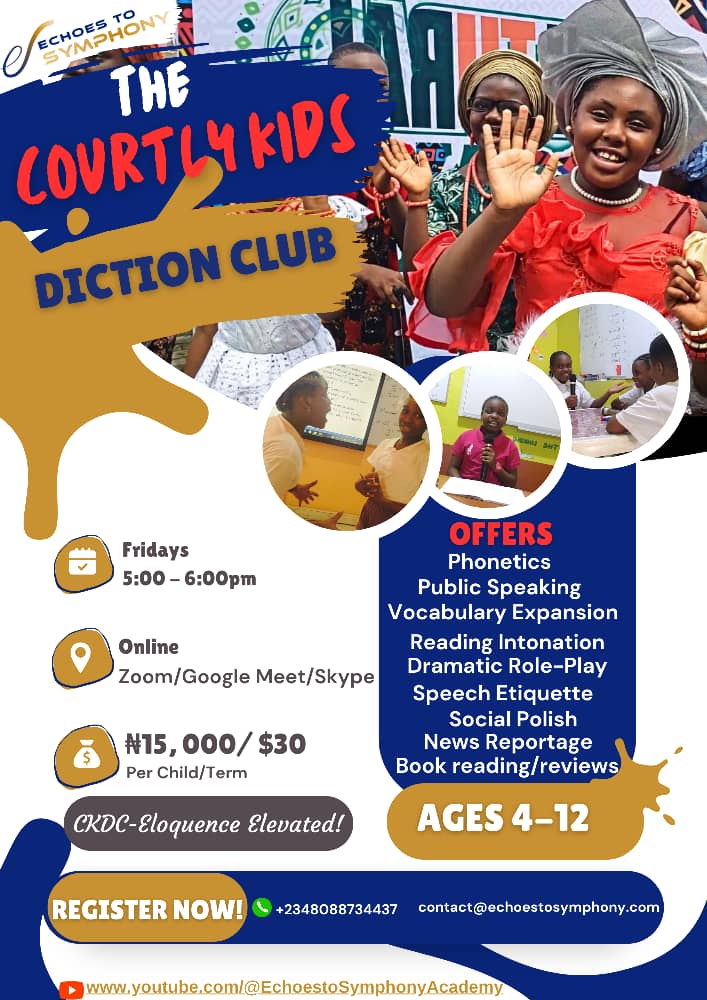 ECHOES TO
SYMPHONY
THE
COURTLY KIDS
DICTION CLUB
Fridays
5:00 – 6:00pm
Online
Zoom/Google Meet/Skype
₦15, 000/ $30
Per Child/Term
CKDC-Eloquence Elevated!
OFFERS
Phonetics
Public Speaking
Vocabulary Expansion
Reading Intonation
Dramatic Role-Play
Speech Etiquette
Social Polish
News Reportage
Book reading/reviews
AGES 4–12
REGISTER NOW!
+2348088734437
contact@echoestosymphony.com
www.youtube.com/@EchoestoSymphonyAcademy